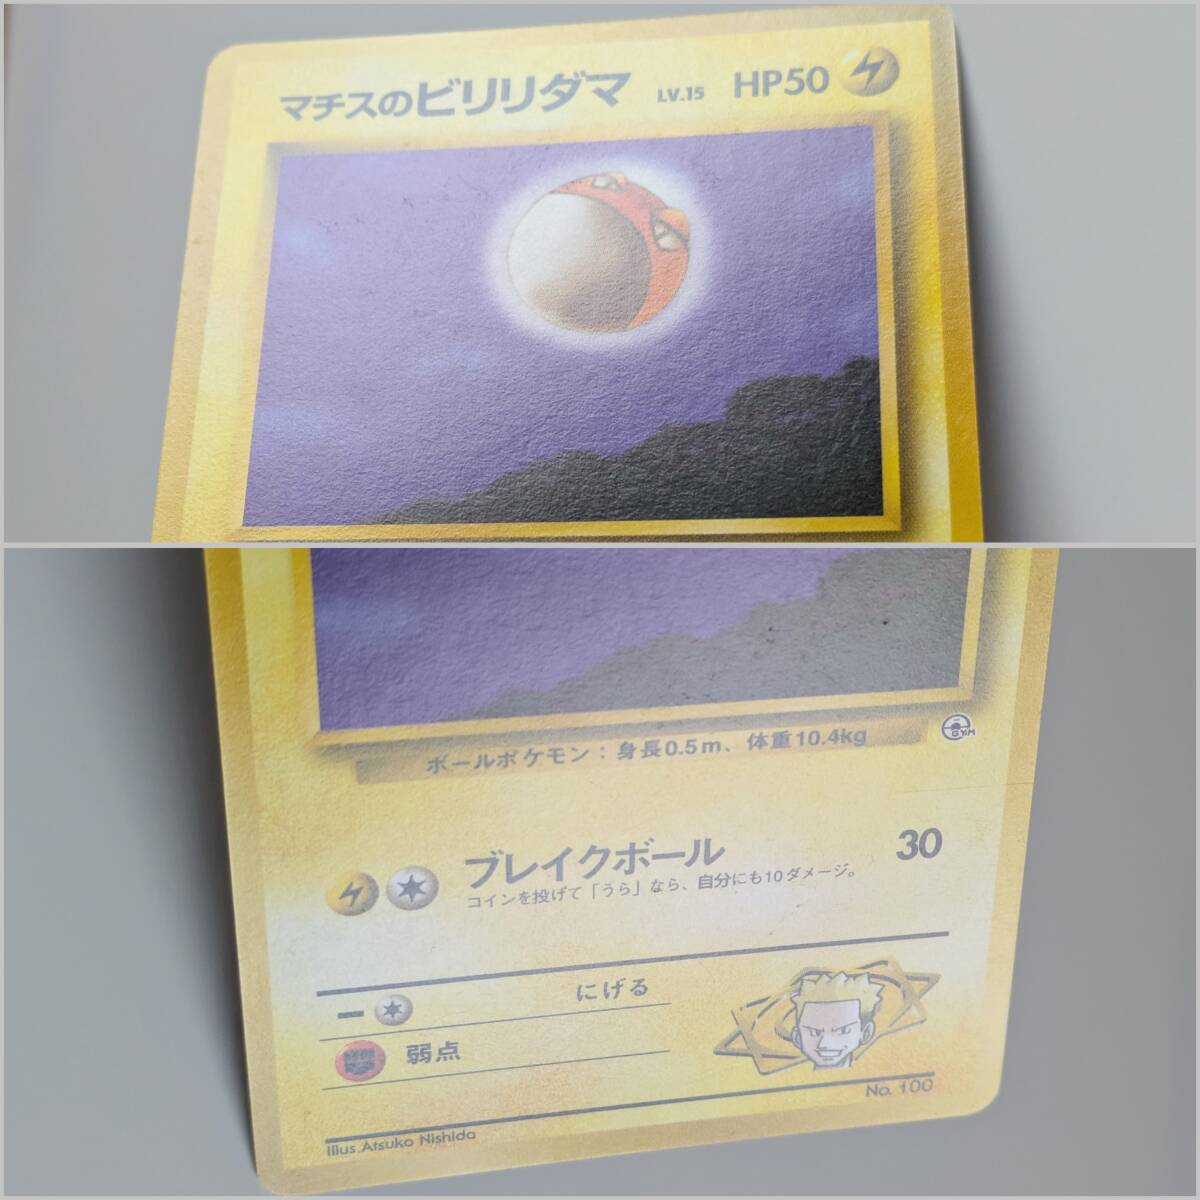 マチスのビリリダマ LV.15 HP50
ボールポケモン：身長0.5m、体重10.4kg
GYM
ブレイクボール 30
コインを投げて「うら」なら、自分にも10ダメージ。
にげる
弱点
No. 100
Illus.Atsuko Nishida